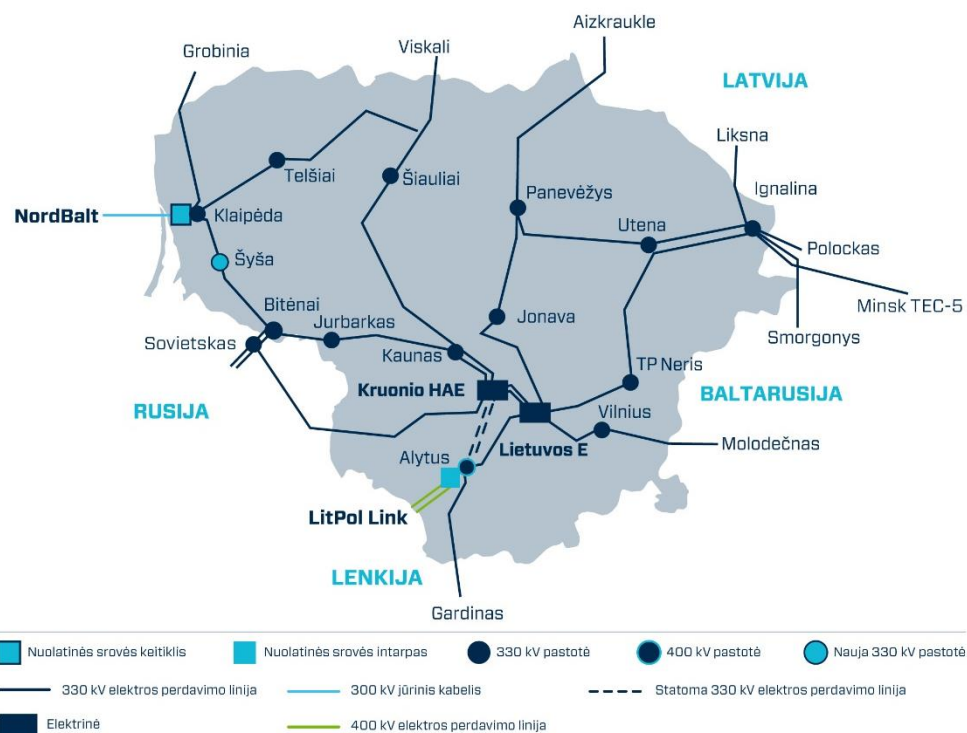 Aizkraukle
Grobinia
Viskali
LATVIJA
Liksna
Telšiai
Šiauliai
Ignalina
Panevėžys
NordBalt
Klaipėda
Utena
Polockas
Šyša
Minsk TEC-5
Bitėnai
Jurbarkas
Jonava
Smorgonys
Sovietskas
Kaunas
TP Neris
Kruonio HAE
BALTARUSIJA
RUSIJA
Vilnius
Molodečnas
Alytus
Lietuvos E
LitPol Link
LENKIJA
Gardinas
Nuolatinės srovės keitiklis
Nuolatinės srovės intarpas
330 kV pastotė
400 kV pastotė
Nauja 330 kV pastotė
330 kV elektros perdavimo linija
300 kV jūrinis kabelis
Statoma 330 kV elektros perdavimo linija
Elektrinė
400 kV elektros perdavimo linija